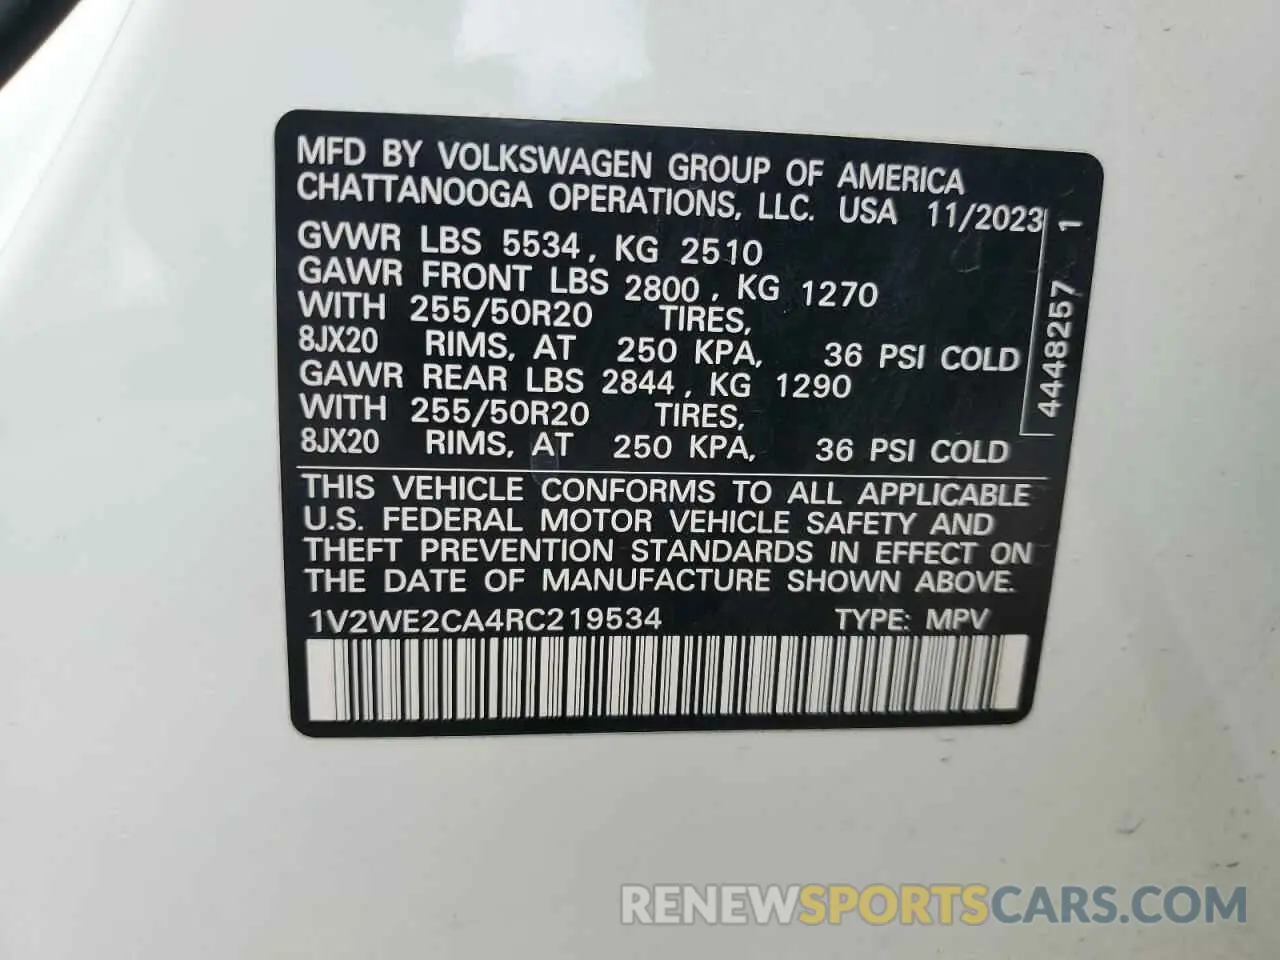 MFD BY VOLKSWAGEN GROUP OF AMERICA
CHATTANOOGA OPERATIONS, LLC. USA 11/2023
GVWR LBS 5534, KG 2510
GAWR FRONT LBS 2800, KG 1270
WITH 255/50R20 TIRES,
8JX20 RIMS, AT 250 KPA, 36 PSI COLD
GAWR REAR LBS 2844, KG 1290
WITH 255/50R20 TIRES,
8JX20 RIMS, AT 250 KPA, 36 PSI COLD
4448257 1
THIS VEHICLE CONFORMS TO ALL APPLICABLE
U.S. FEDERAL MOTOR VEHICLE SAFETY AND
THEFT PREVENTION STANDARDS IN EFFECT ON
THE DATE OF MANUFACTURE SHOWN ABOVE.
1V2WE2CA4RC219534 TYPE: MPV
RENEWSPORTSCARS.COM